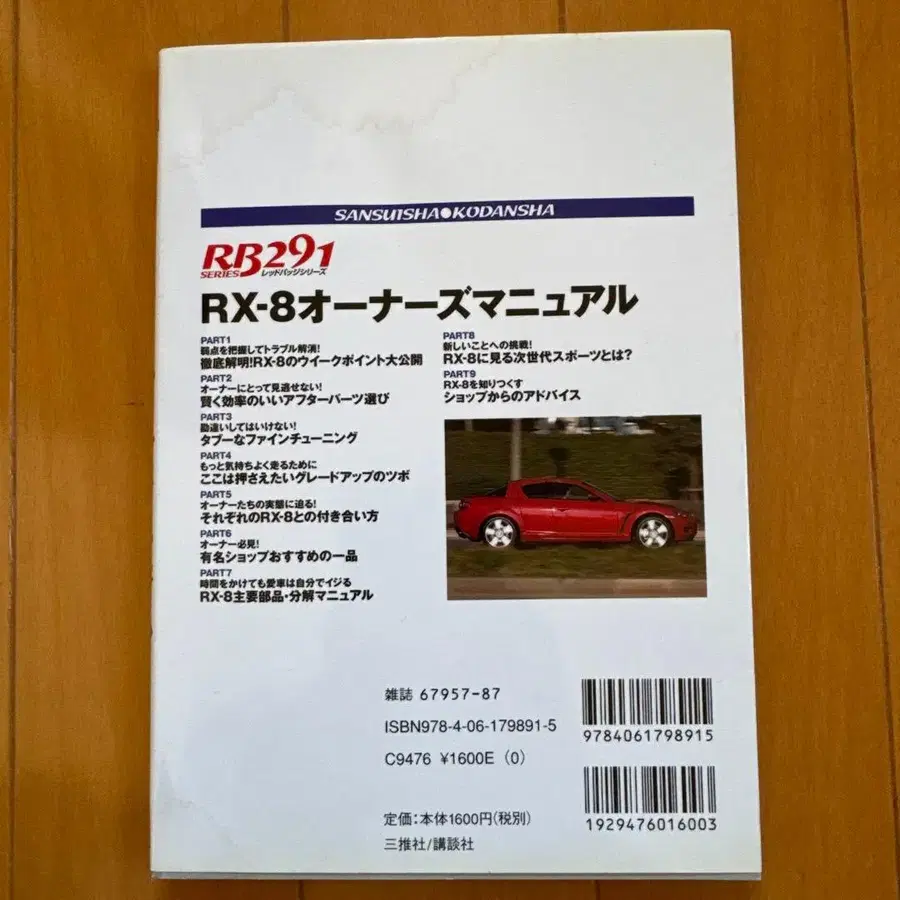 SANSUISHA●KODANSHA
RB291
SERIES レッドバッジシリーズ
RX-8オーナーズマニュアル
PART1
弱点を把握してトラブル解消!
徹底解明!RX-8のウイークポイント大公開
PART2
オーナーにとって見逃せない!
賢く効率のいいアフターパーツ選び
PART3
勘違いしてはいけない!
タブーなファインチューニング
PART4
もっと気持ちよく走るために
ここは押さえたいグレードアップのツボ
PART5
オーナーたちの実態に迫る!
それぞれのRX-8との付き合い方
PART6
オーナー必見!
有名ショップおすすめの一品
PART7
時間をかけても愛車は自分でイジる
RX-8主要部品・分解マニュアル
PART8
新しいことへの挑戦!
RX-8に見る次世代スポーツとは?
PART9
RX-8を知りつくす
ショップからのアドバイス
雑誌 67957-87
ISBN978-4-06-179891-5
C9476 ¥1600E (0)
定価:本体1600円(税別)
三推社/講談社
9784061798915
1929476016003